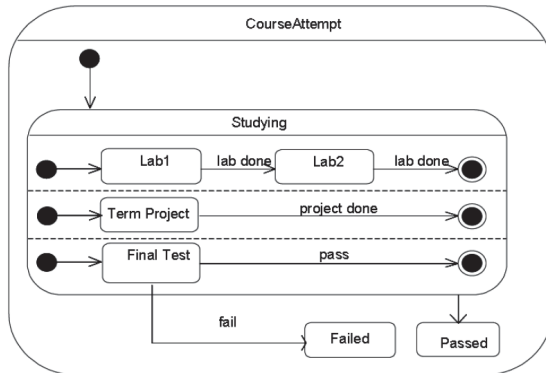 CourseAttempt
Studying
Lab1
lab done
Lab2
lab done
Term Project
project done
Final Test
pass
fail
Failed
Passed